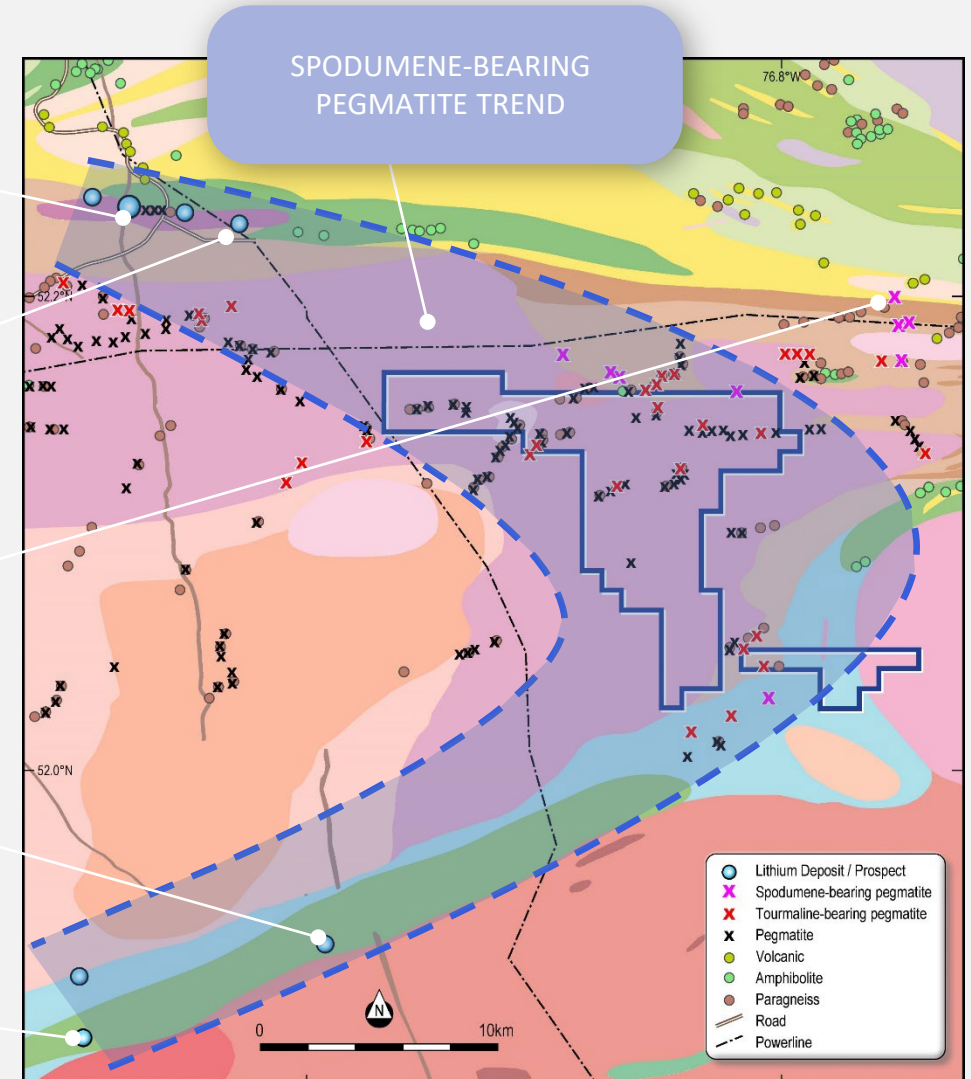 SPODUMENE-BEARING
PEGMATITE TREND
76.8°W
52.2°N
52.0°N
N
0
10km
Lithium Deposit / Prospect
X Spodumene-bearing pegmatite
X Tourmaline-bearing pegmatite
x Pegmatite
Volcanic
Amphibolite
Paragneiss
Road
Powerline